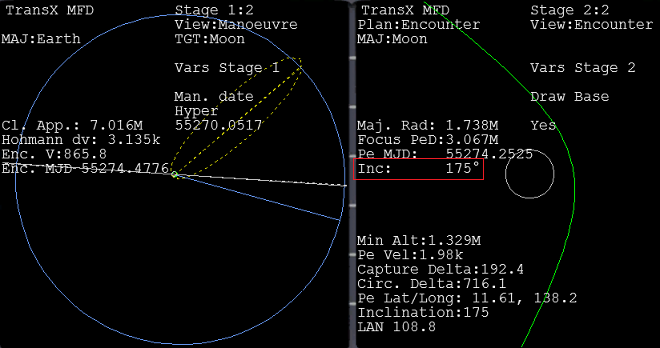 TransX MFD
Stage 1:2
View:Manoeuvre
MAJ:Earth
TGT:Moon
Vars Stage 1
Man. date
Hyper
Cl. App.: 7.016M
55270.0517
Hohmann dv: 3.135k
Enc. V:865.8
Enc. MJD 55274.4776
TransX MFD
Stage 2:2
Plan:Encounter
View:Encounter
MAJ:Moon
Vars Stage 2
Draw Base
Maj. Rad: 1.738M
Yes
Focus PeD:3.067M
Pe MJD: 55274.2525
Inc: 175°
Min Alt:1.329M
Pe Vel:1.98k
Capture Delta:192.4
Circ. Delta:716.1
Pe Lat/Long: 11.61, 138.2
Inclination:175
LAN 108.8